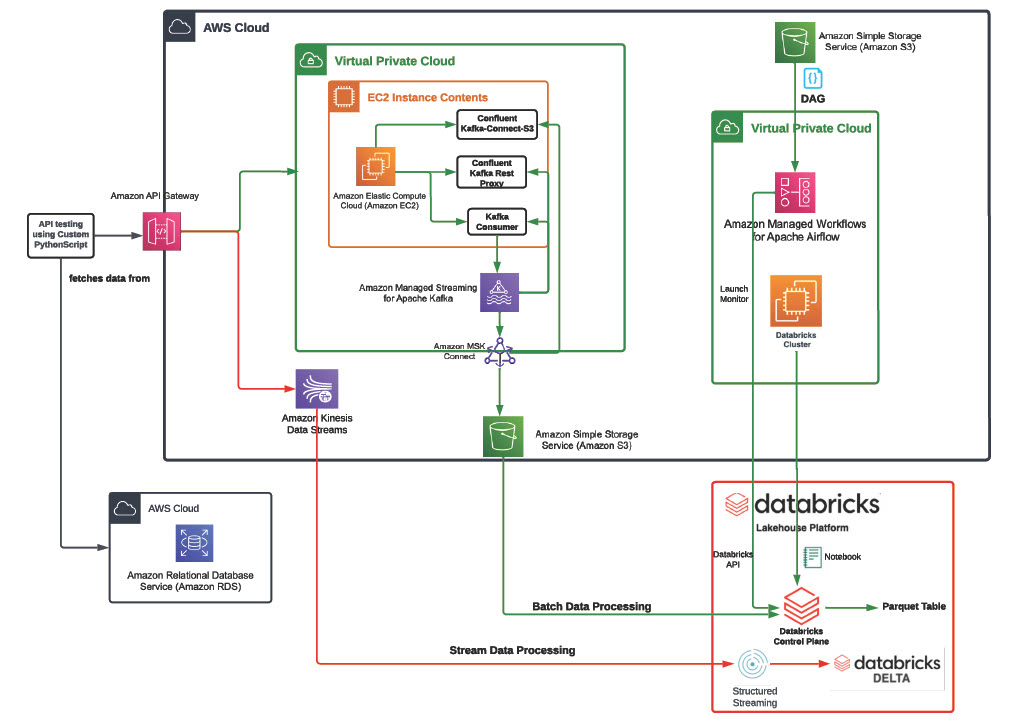 AWS Cloud
Amazon Simple Storage
Service (Amazon S3)
Virtual Private Cloud
DAG
EC2 Instance Contents
Confluent
Kafka-Connect-S3
Virtual Private Cloud
Confluent
Kafka Rest
Proxy
Amazon Elastic Compute
Cloud (Amazon EC2)
Amazon API Gateway
Kafka
Consumer
API testing
using Custom
PythonScript
Amazon Managed Workflows
for Apache Airflow
fetches data from
Amazon Managed Streaming
for Apache Kafka
K
Launch
Monitor
Databricks
Cluster
Amazon MSK
Connect
Amazon Kinesis
Data Streams
Amazon Simple Storage
Service (Amazon S3)
AWS Cloud
Amazon Relational Database
Service (Amazon RDS)
databricks
Lakehouse Platform
Databricks
API
Notebook
Batch Data Processing
Parquet Table
Databricks
Control Plane
Stream Data Processing
databricks
DELTA
Structured
Streaming